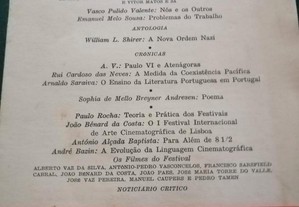 E VITOR MATOS E SÁ
Vasco Pulido Valente: Nós e os Outros
Emanuel Melo Sousa: Problemas do Trabalho
ANTOLOGIA
William L. Shirer: A Nova Ordem Nazi
CRÓNICAS
A. V.: Paulo VI e Atenágoras
Rui Cardoso das Neves: A Medida da Coexistência Pacífica
Arnaldo Saraiva: O Ensino da Literatura Portuguesa em Portugal
Sophia de Mello Breyner Andresen: Poema
Paulo Rocha: Teoria e Prática dos Festivais
João Bénard da Costa: O I Festival Internacional
de Arte Cinematográfica de Lisboa
António Alçada Baptista: Para Além de 8 1/2
André Bazin: A Evolução da Linguagem Cinematográfica
Os Filmes do Festival
ALBERTO VAZ DA SILVA, ANTÓNIO-PEDRO VASCONCELOS, FRANCISCO SARSFIELD
CABRAL, JOÃO BÉNARD DA COSTA, JOÃO PAES, JOSÉ MARIA TORRE DO VALLE,
JOSÉ VAZ PEREIRA, MANUEL CAUPERS E PEDRO TAMEN
NOTICIÁRIO CRÍTICO